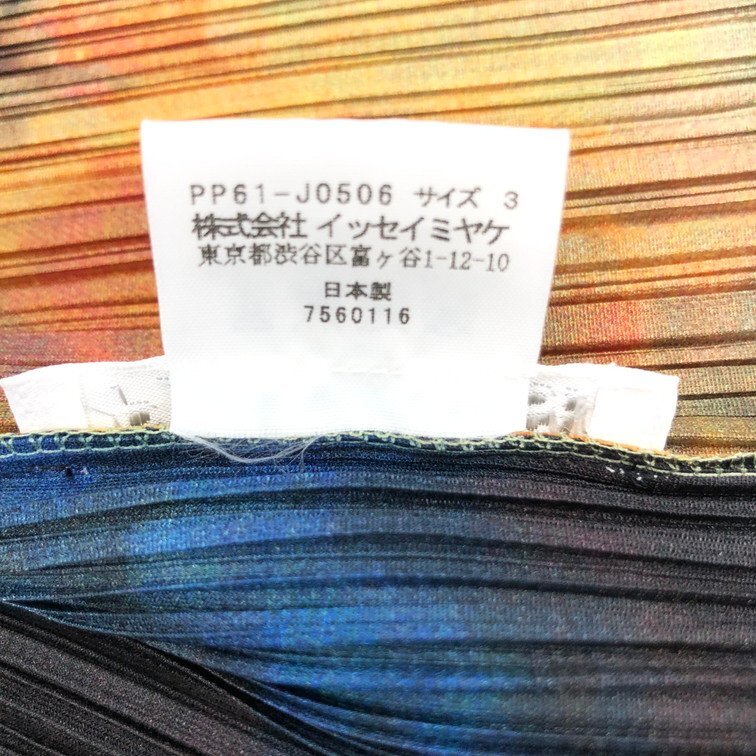 PP61-J0506 サイズ 3
株式会社 イッセイミヤケ
東京都渋谷区富ヶ谷1-12-10
日本製
7560116